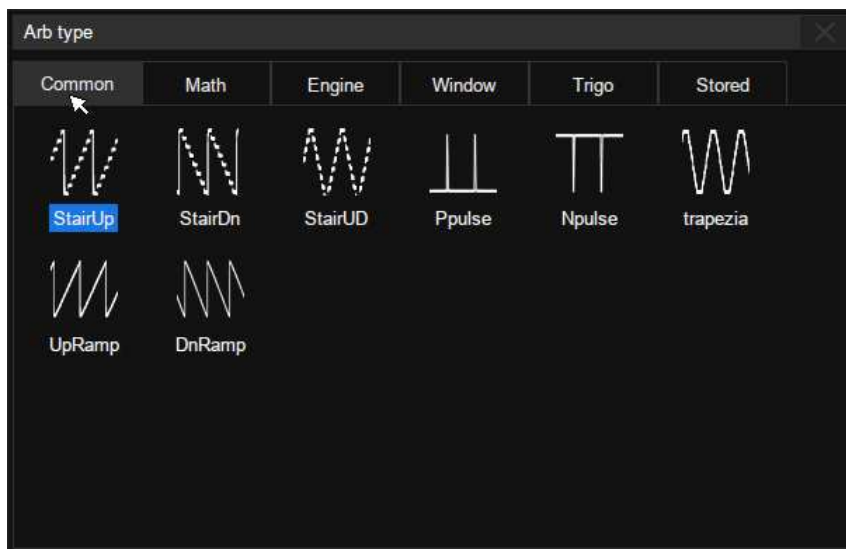 Arb type
Common Math Engine Window Trigo Stored
StairUp StairDn StairUD Ppulse Npulse trapezia
UpRamp DnRamp